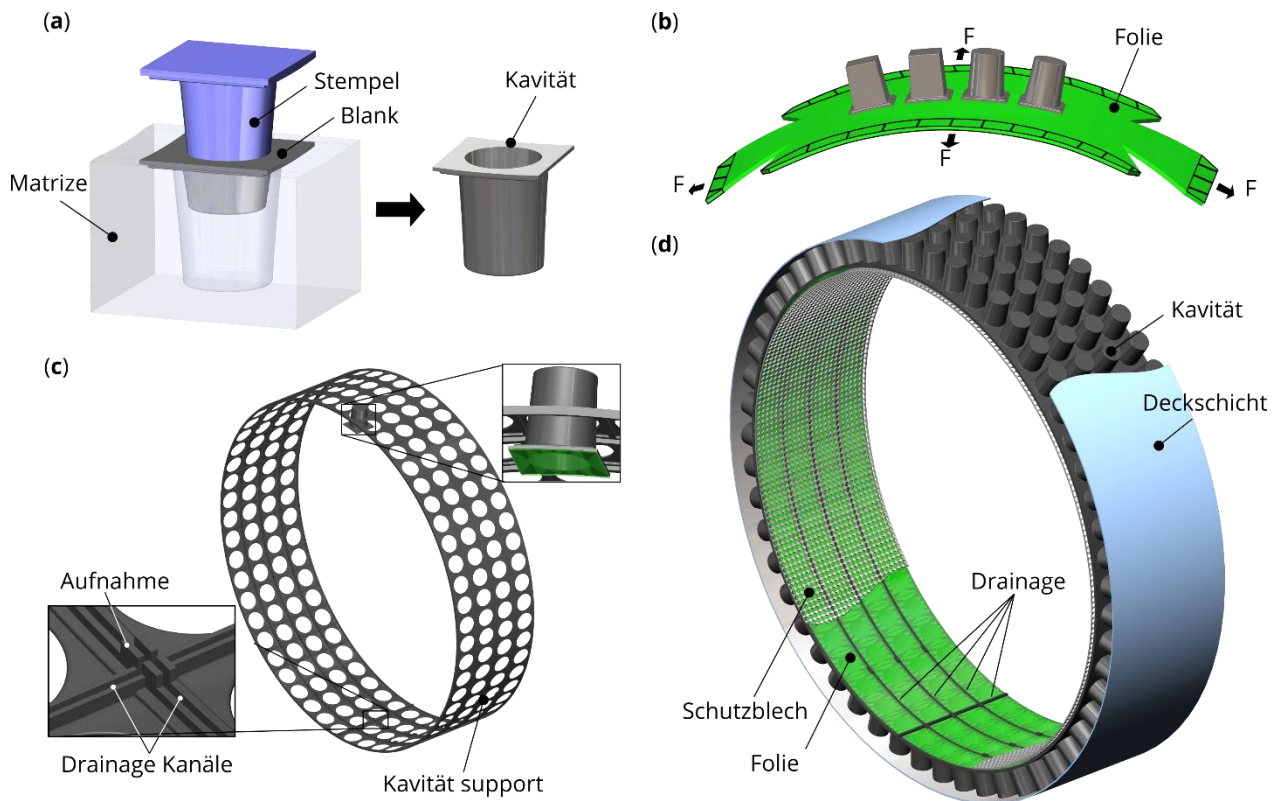 (a)
Stempel
Blank
Matrize
Kavität
(b)
F
Folie
F
F
F
(c)
Aufnahme
Drainage Kanäle
Kavität support
(d)
Kavität
Deckschicht
Drainage
Schutzblech
Folie